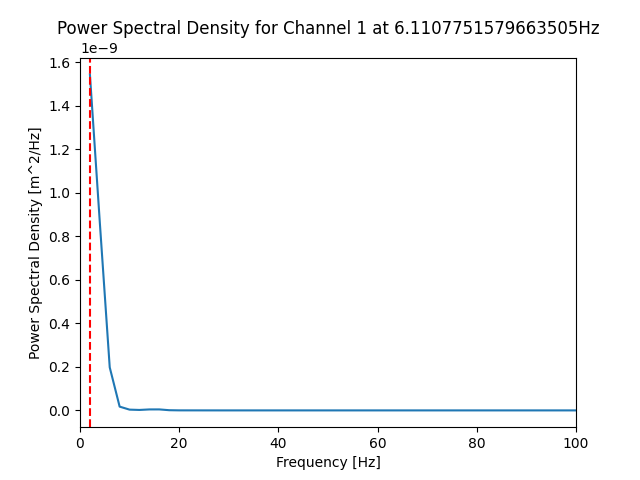 Power Spectral Density for Channel 1 at 6.1107751579663505Hz
1e−9
1.6
1.4
1.2
1.0
0.8
0.6
0.4
0.2
0.0
Power Spectral Density [m^2/Hz]
0 20 40 60 80 100
Frequency [Hz]